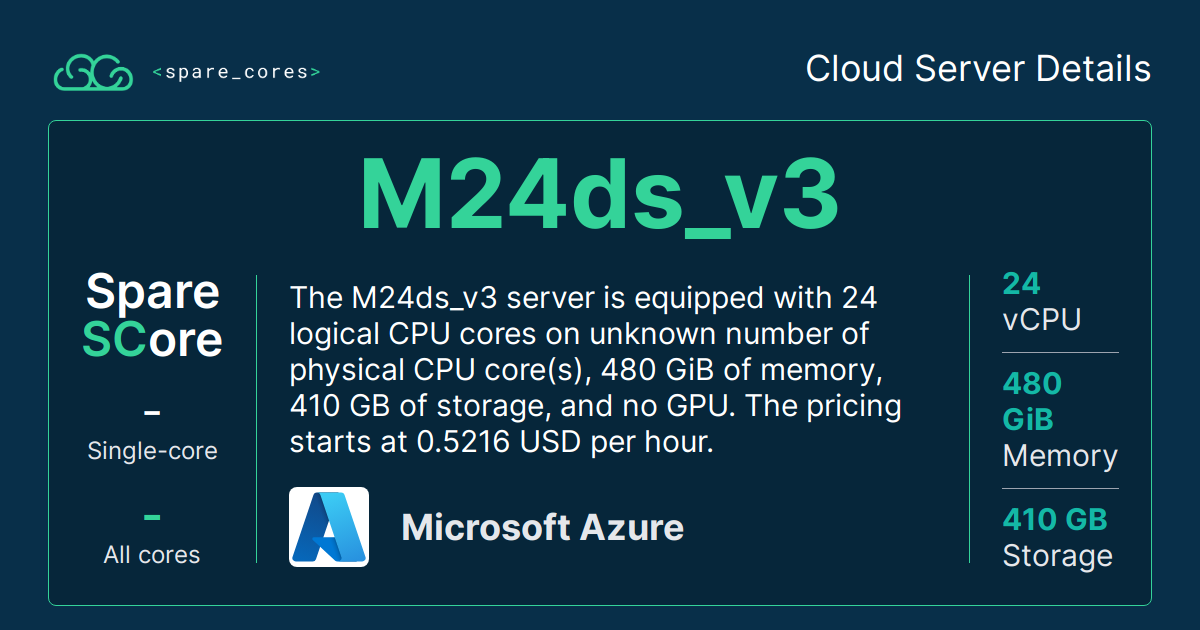 <spare_cores>
Cloud Server Details
M24ds_v3
Spare
SCore
–
Single-core
–
All cores
The M24ds_v3 server is equipped with 24
logical CPU cores on unknown number of
physical CPU core(s), 480 GiB of memory,
410 GB of storage, and no GPU. The pricing
starts at 0.5216 USD per hour.
Microsoft Azure
24
vCPU
480
GiB
Memory
410 GB
Storage